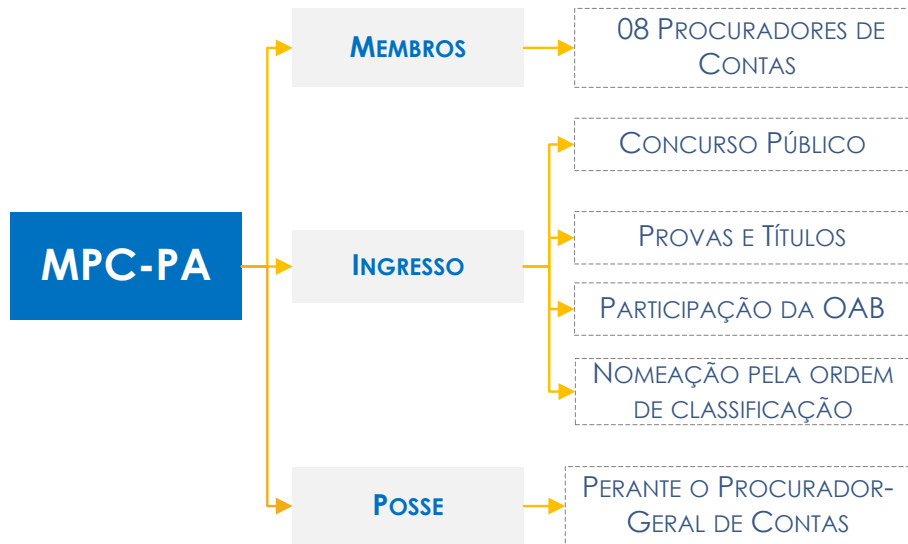 MPC-PA
MEMBROS
08 PROCURADORES DE
CONTAS
INGRESSO
CONCURSO PÚBLICO
PROVAS E TÍTULOS
PARTICIPAÇÃO DA OAB
NOMEAÇÃO PELA ORDEM
DE CLASSIFICAÇÃO
POSSE
PERANTE O PROCURADOR-
GERAL DE CONTAS